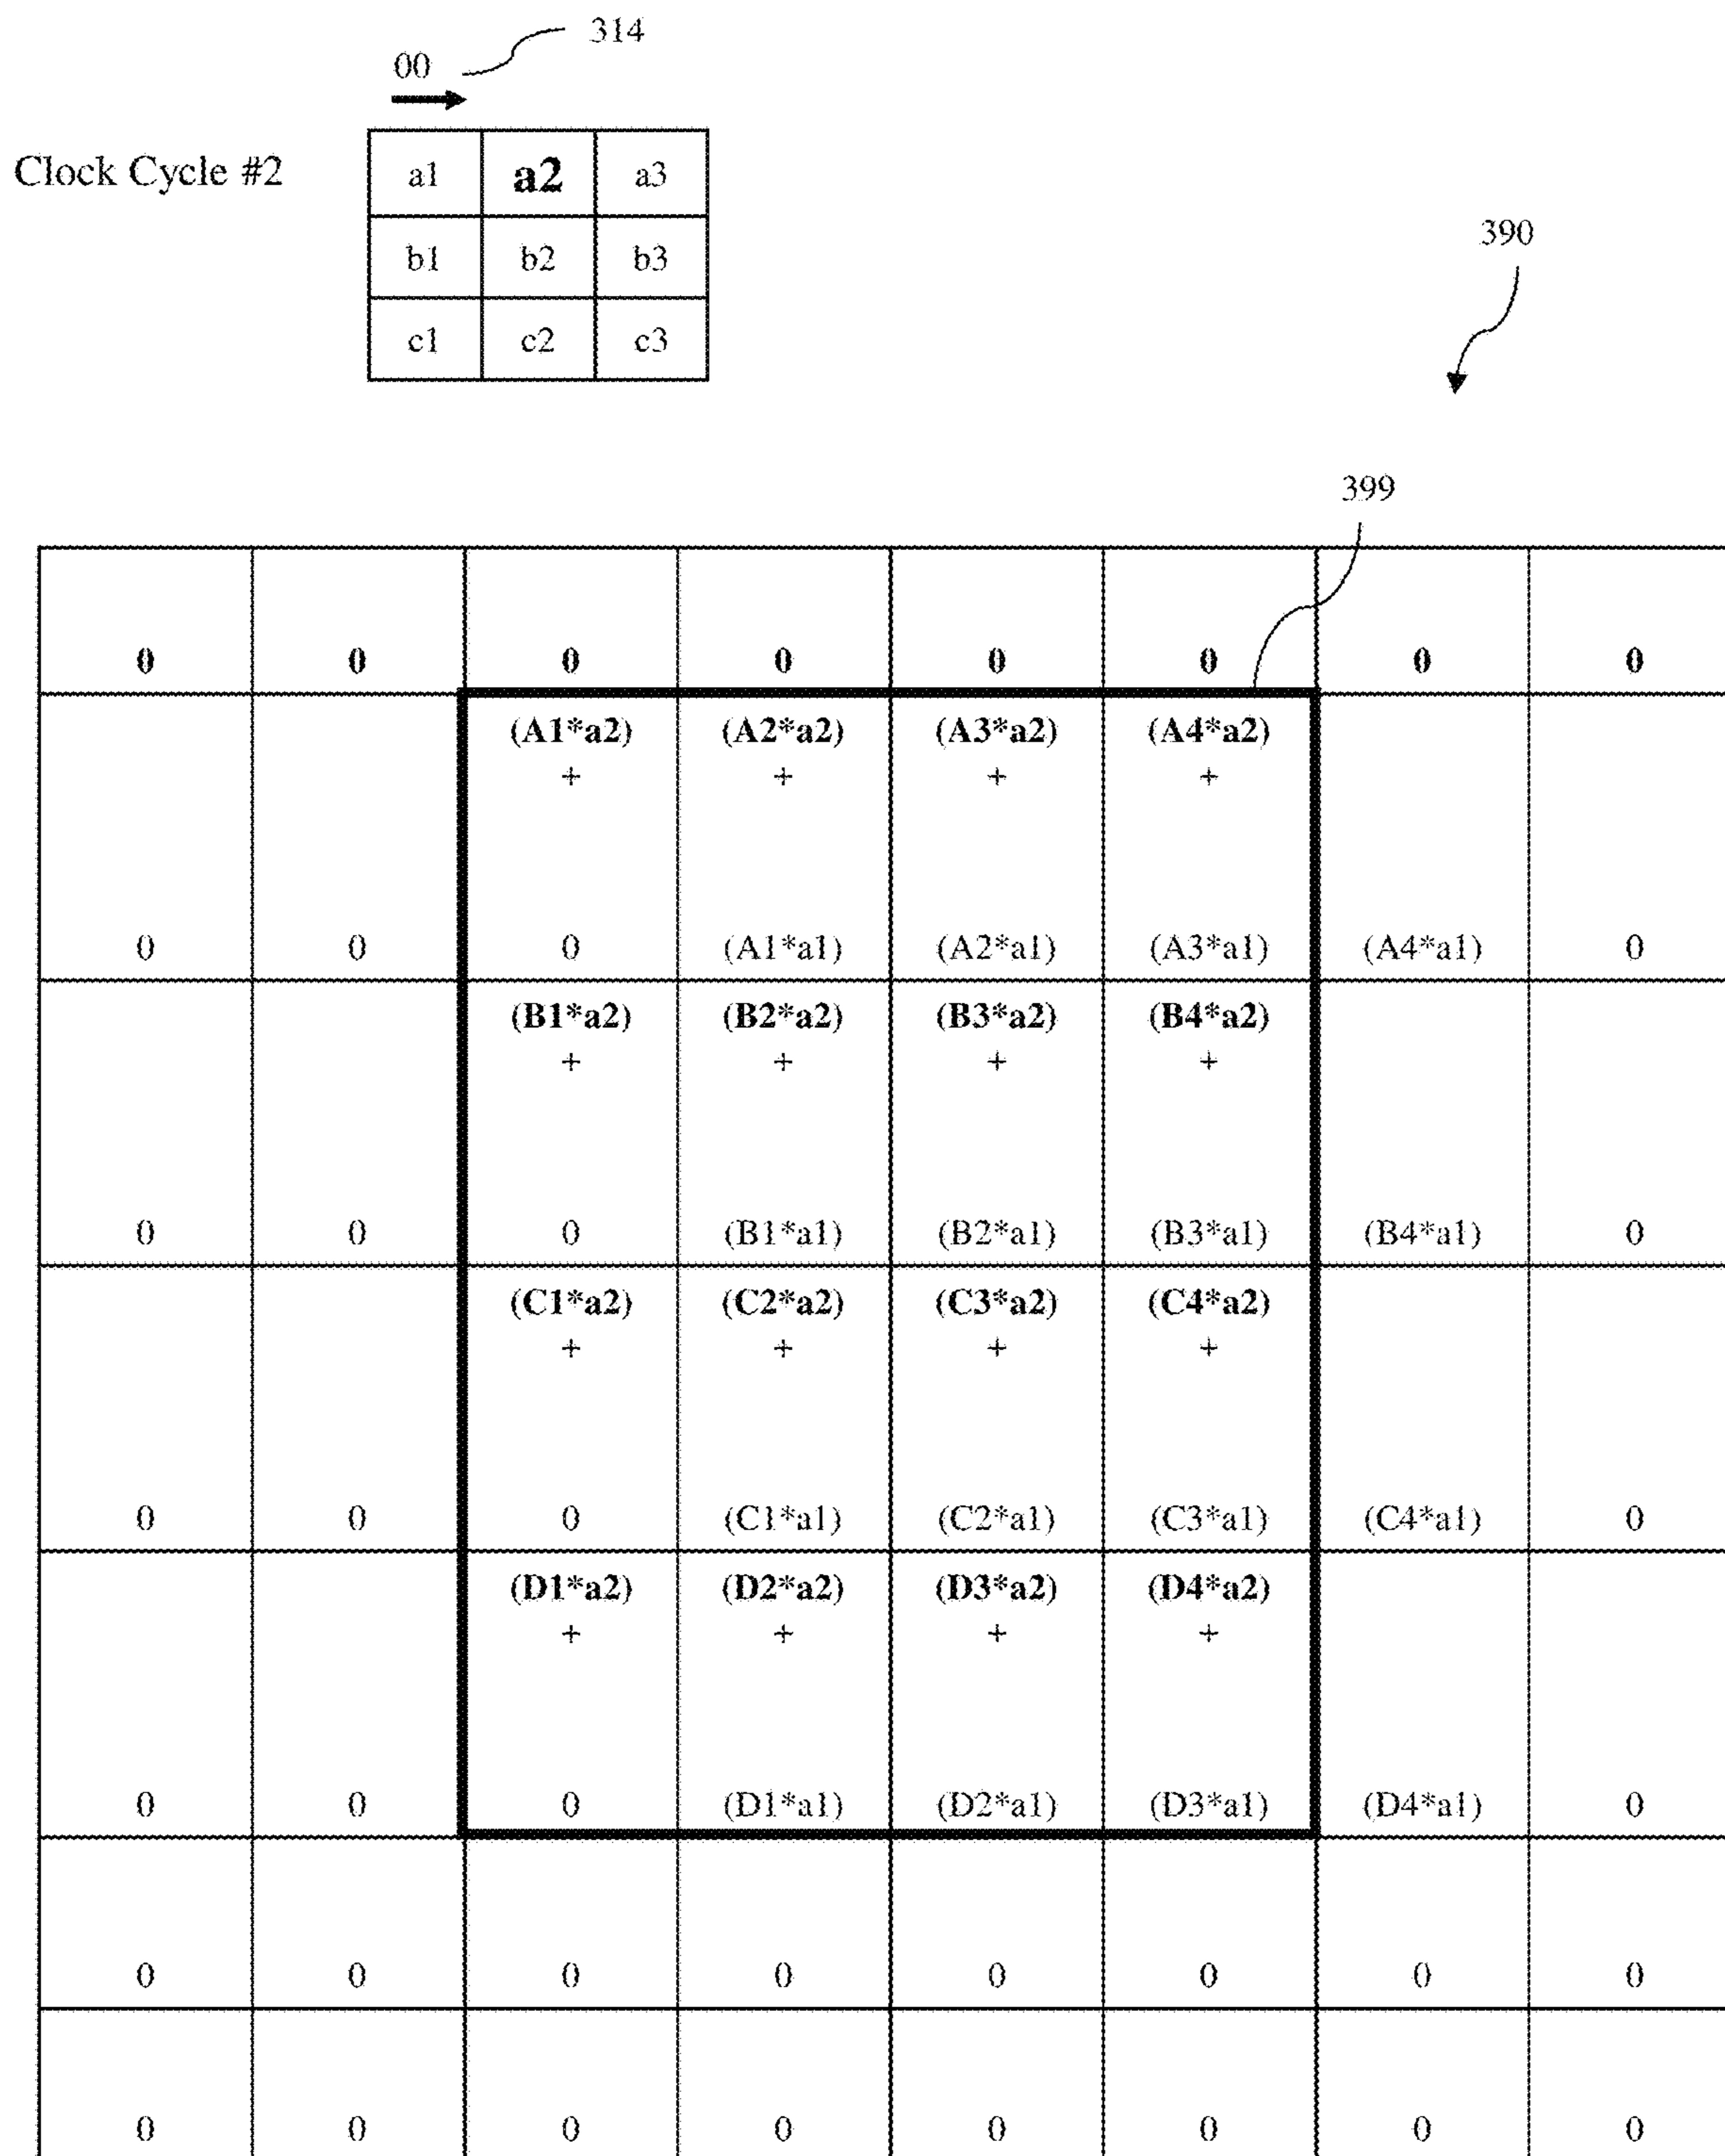 314
00
Clock Cycle #2
a1 a2 a3
b1 b2 b3
c1 c2 c3
390
399
0 0 0 0 0 0 0 0
(A1*a2) (A2*a2) (A3*a2) (A4*a2)
+ + + +
0 0 0 (A1*a1) (A2*a1) (A3*a1) (A4*a1) 0
(B1*a2) (B2*a2) (B3*a2) (B4*a2)
+ + + +
0 0 0 (B1*a1) (B2*a1) (B3*a1) (B4*a1) 0
(C1*a2) (C2*a2) (C3*a2) (C4*a2)
+ + + +
0 0 0 (C1*a1) (C2*a1) (C3*a1) (C4*a1) 0
(D1*a2) (D2*a2) (D3*a2) (D4*a2)
+ + + +
0 0 0 (D1*a1) (D2*a1) (D3*a1) (D4*a1) 0
0 0 0 0 0 0 0 0
0 0 0 0 0 0 0 0